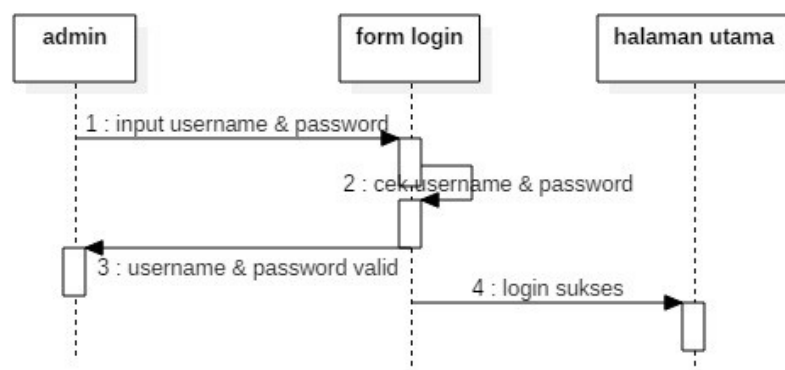 admin
form login
halaman utama
1 : input username & password
2 : cek username & password
3 : username & password valid
4 : login sukses